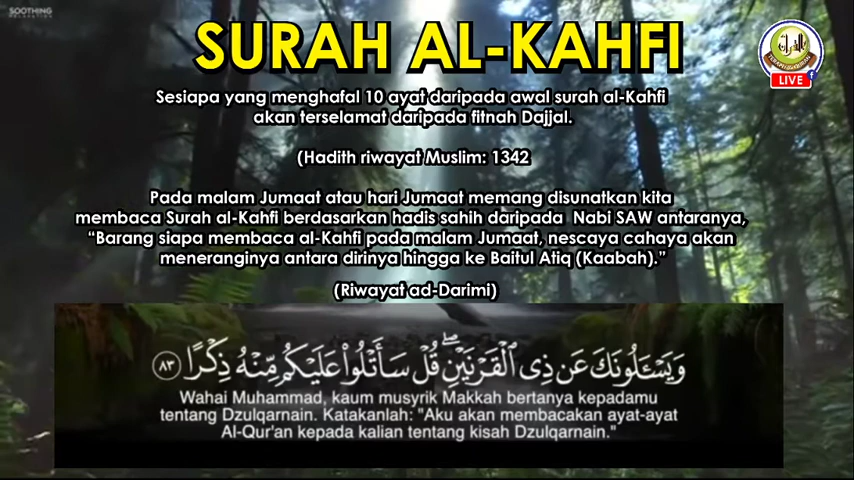 SOOTHING
RELAXATION
SURAH AL-KAHFI
LIVE
Sesiapa yang menghafal 10 ayat daripada awal surah al-Kahfi
akan terselamat daripada fitnah Dajjal.
(Hadith riwayat Muslim: 1342
Pada malam Jumaat atau hari Jumaat memang disunatkan kita
membaca Surah al-Kahfi berdasarkan hadis sahih daripada  Nabi SAW antaranya,
“Barang siapa membaca al-Kahfi pada malam Jumaat, nescaya cahaya akan
meneranginya antara dirinya hingga ke Baitul Atiq (Kaabah).”
(Riwayat ad-Darimi)
وَيَسْـَٔلُونَكَ عَن ذِى ٱلْقَرْنَيْنِ ۖ قُلْ سَأَتْلُوا۟ عَلَيْكُم مِّنْهُ ذِكْرًا ٨٣
Wahai Muhammad, kaum musyrik Makkah bertanya kepadamu
tentang Dzulqarnain. Katakanlah: "Aku akan membacakan ayat-ayat
Al-Qur'an kepada kalian tentang kisah Dzulqarnain."